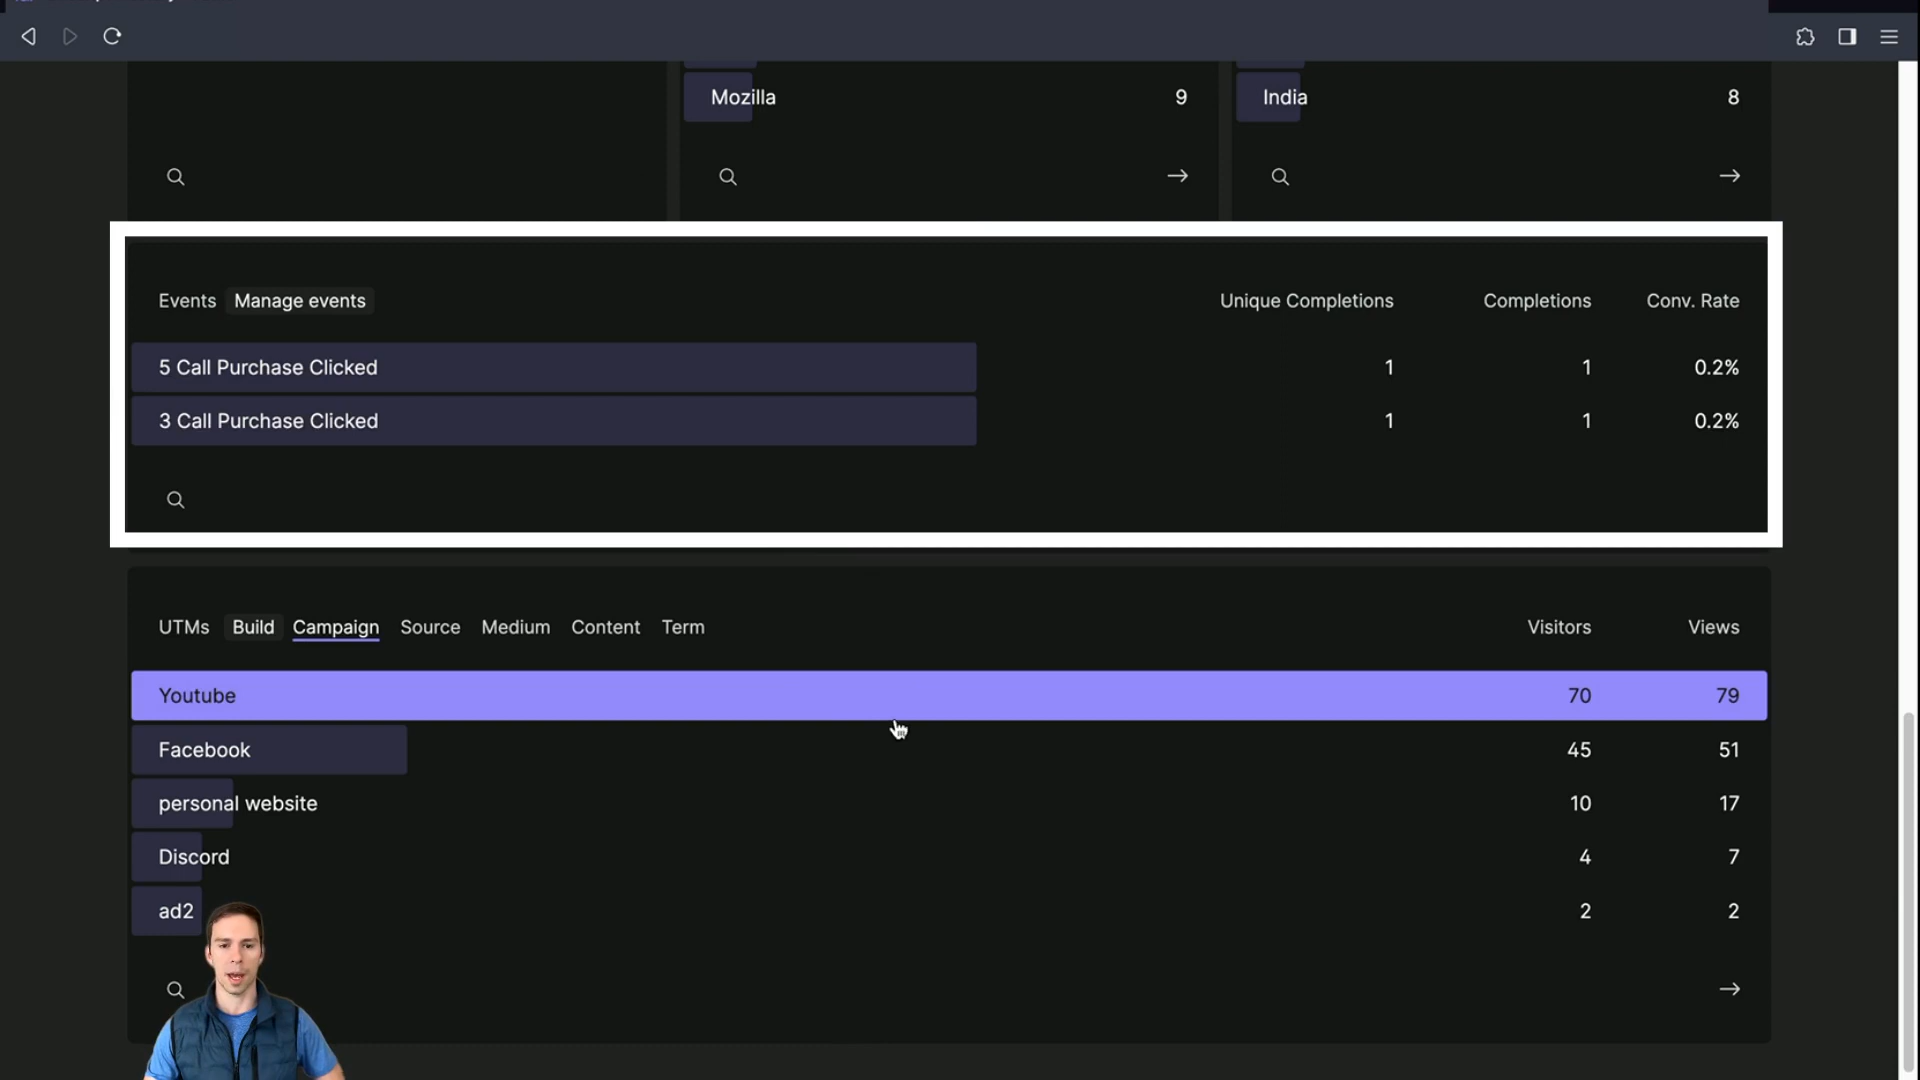 Mozilla 9
India 8
Events Manage events Unique Completions Completions Conv. Rate
5 Call Purchase Clicked 1 1 0.2%
3 Call Purchase Clicked 1 1 0.2%
UTMs Build Campaign Source Medium Content Term Visitors Views
Youtube 70 79
Facebook 45 51
personal website 10 17
Discord 4 7
ad2 2 2